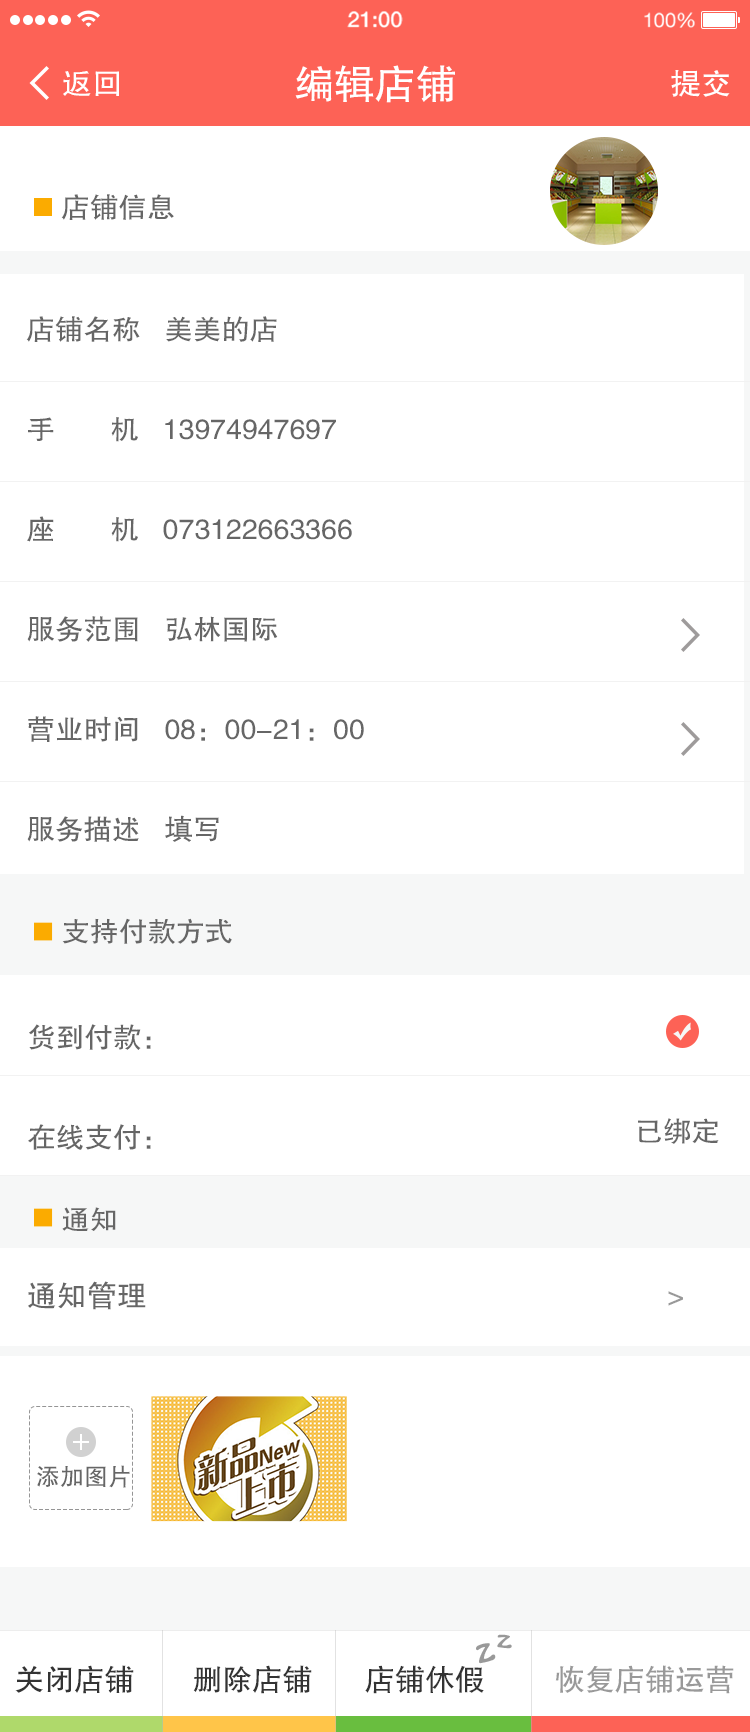 21:00 100%
返回 编辑店铺 提交
店铺信息
店铺名称 美美的店
手 机 13974947697
座 机 073122663366
服务范围 弘林国际
营业时间 08：00-21：00
服务描述 填写
支持付款方式
货到付款：
在线支付： 已绑定
通知
通知管理 >
添加图片
新品New
上市
zz
关闭店铺 删除店铺 店铺休假 恢复店铺运营